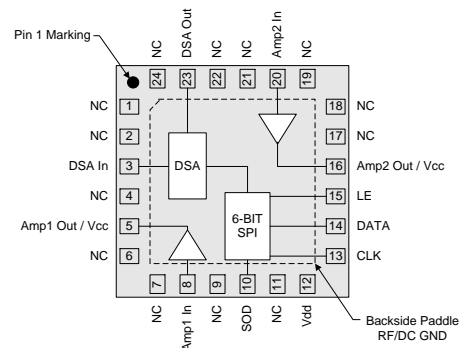 Pin 1 Marking
NC
DSA Out
NC
NC
Amp2 In
NC
24
23
22
21
20
19
NC 1
NC 2
DSA In 3
NC 4
Amp1 Out / Vcc 5
NC 6
18 NC
17 NC
16 Amp2 Out / Vcc
15 LE
14 DATA
13 CLK
DSA
6-BIT
SPI
7
8
9
10
11
12
NC
Amp1 In
NC
SOD
NC
Vdd
Backside Paddle
RF/DC GND